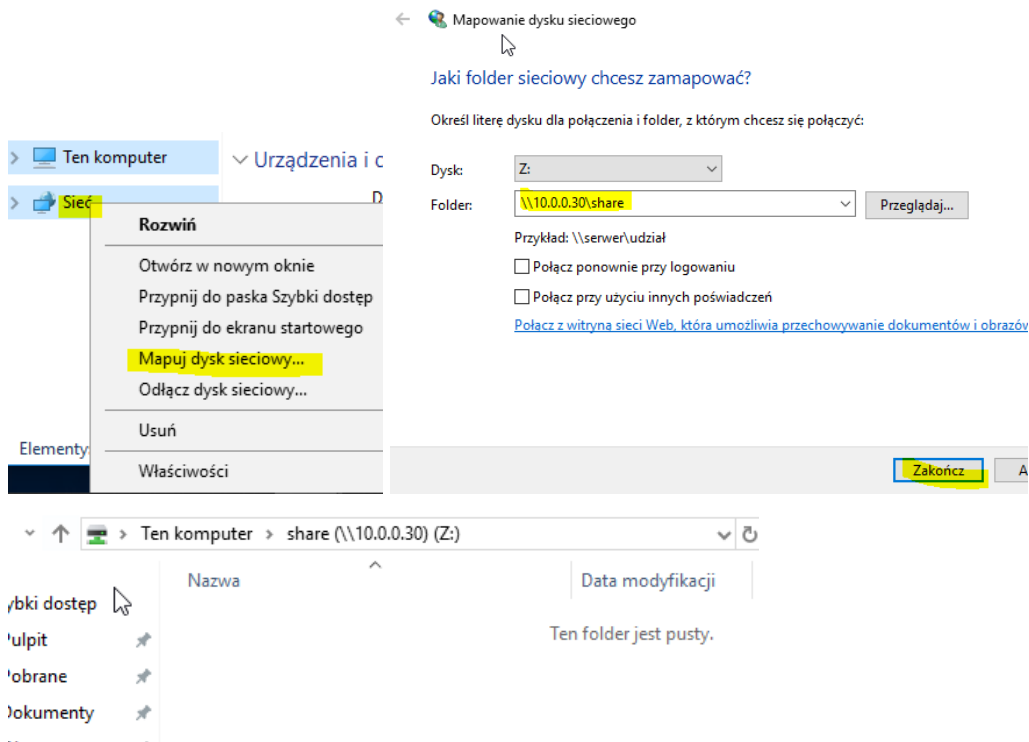 Mapowanie dysku sieciowego
Jaki folder sieciowy chcesz zamapować?
Określ literę dysku dla połączenia i folder, z którym chcesz się połączyć:
Dysk: Z:
Folder: \\10.0.0.30\share Przeglądaj...
Przykład: \\serwer\udział
Połącz ponownie przy logowaniu
Połącz przy użyciu innych poświadczeń
Połącz z witryna sieci Web, która umożliwia przechowywanie dokumentów i obrazów
Zakończ A
Ten komputer
Urządzenia i c
D
Sieć
Rozwiń
Otwórz w nowym oknie
Przypnij do paska Szybki dostęp
Przypnij do ekranu startowego
Mapuj dysk sieciowy...
Odłącz dysk sieciowy...
Usuń
Właściwości
Elementy
Ten komputer > share (\\10.0.0.30) (Z:)
Nazwa Data modyfikacji
Ten folder jest pusty.
ybki dostęp
Pulpit
Pobrane
Dokumenty